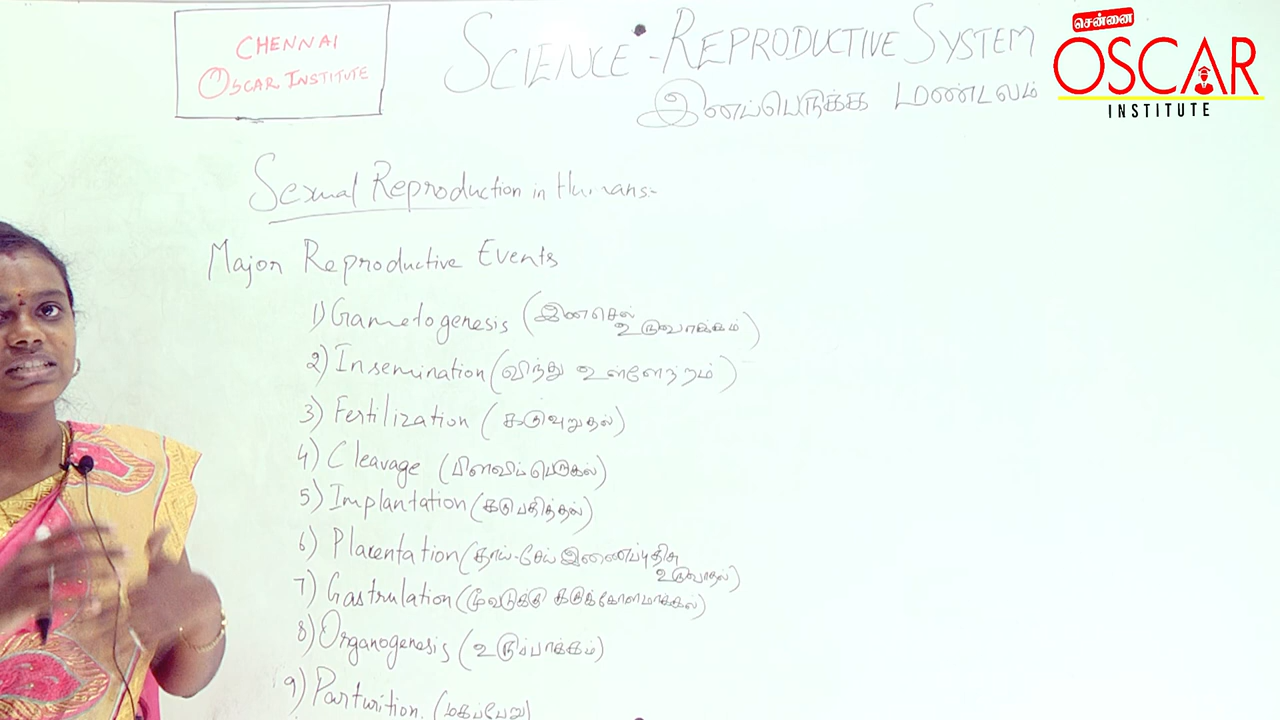 CHENNAI
OSCAR INSTITUTE
SCIENCE - REPRODUCTIVE SYSTEM
இனப்பெருக்க மண்டலம்
சென்னை
OSCAR
INSTITUTE
Sexual Reproduction in Humans:-
Major Reproductive Events
1) Gametogenesis (இனசெல்
உருவாக்கம்)
2) Insemination (விந்து உள்ளேற்றம்)
3) Fertilization (கருவுறுதல்)
4) Cleavage (பிளவிப்பெருகல்)
5) Implantation (கருபதித்தல்)
6) Placentation (தாய்-சேய் இணைப்புதிசு
உருவாதல்)
7) Gastrulation (மூவடுக்கு கருக்கோளமாக்கல்)
8) Organogenesis (உறுப்பாக்கம்)
9) Parturition (மகப்பேறு)